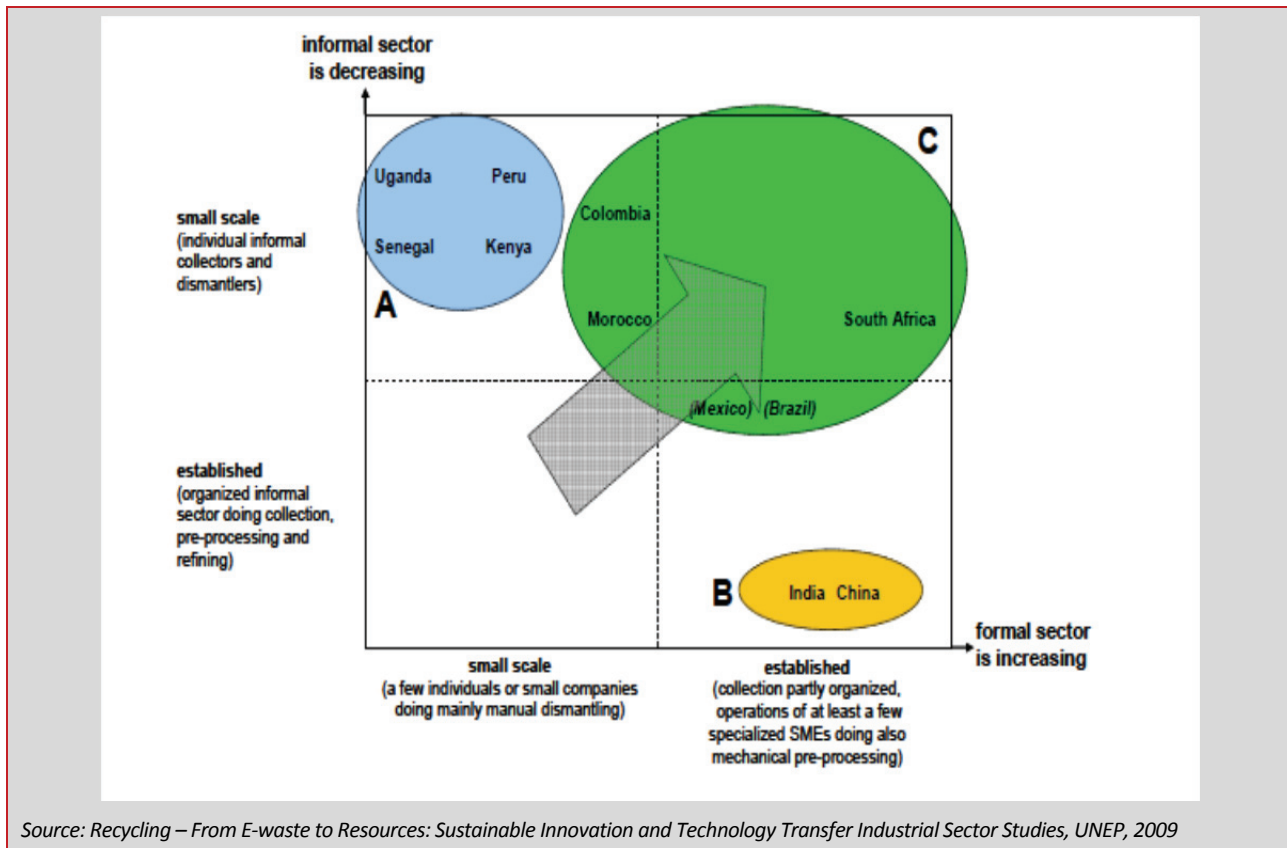 informal sector
is decreasing
C
Uganda Peru
Colombia
small scale
(individual informal
collectors and
dismantlers)
Senegal Kenya
A
Morocco South Africa
(Mexico) (Brazil)
established
(organized informal
sector doing collection,
pre-processing and
refining)
B
India China
formal sector
is increasing
small scale
(a few individuals or small companies
doing mainly manual dismantling)
established
(collection partly organized,
operations of at least a few
specialized SMEs doing also
mechanical pre-processing)
Source: Recycling – From E-waste to Resources: Sustainable Innovation and Technology Transfer Industrial Sector Studies, UNEP, 2009